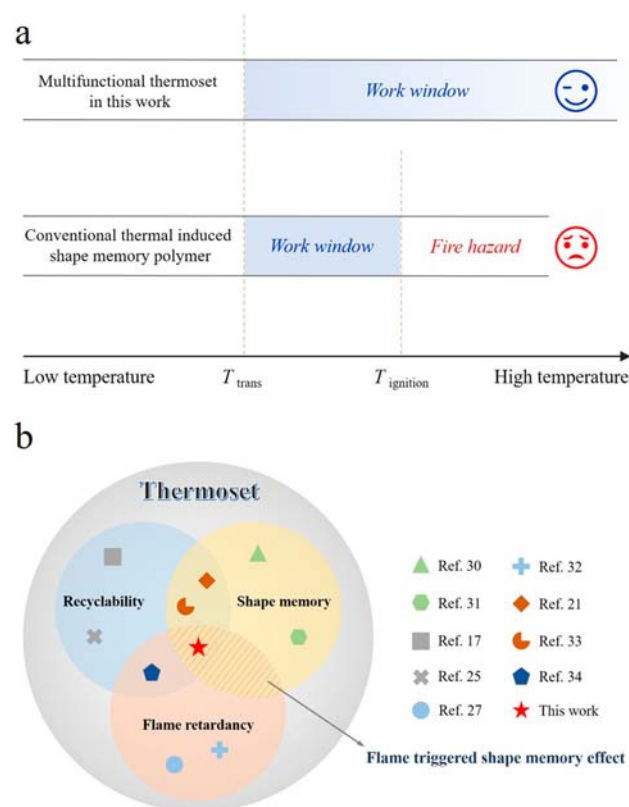 a
Multifunctional thermoset
in this work
Work window
Conventional thermal induced
shape memory polymer
Work window
Fire hazard
Low temperature
T trans
T ignition
High temperature
b
Thermoset
Recyclability
Shape memory
Flame retardancy
Ref. 30
Ref. 32
Ref. 31
Ref. 21
Ref. 17
Ref. 33
Ref. 25
Ref. 34
Ref. 27
This work
Flame triggered shape memory effect